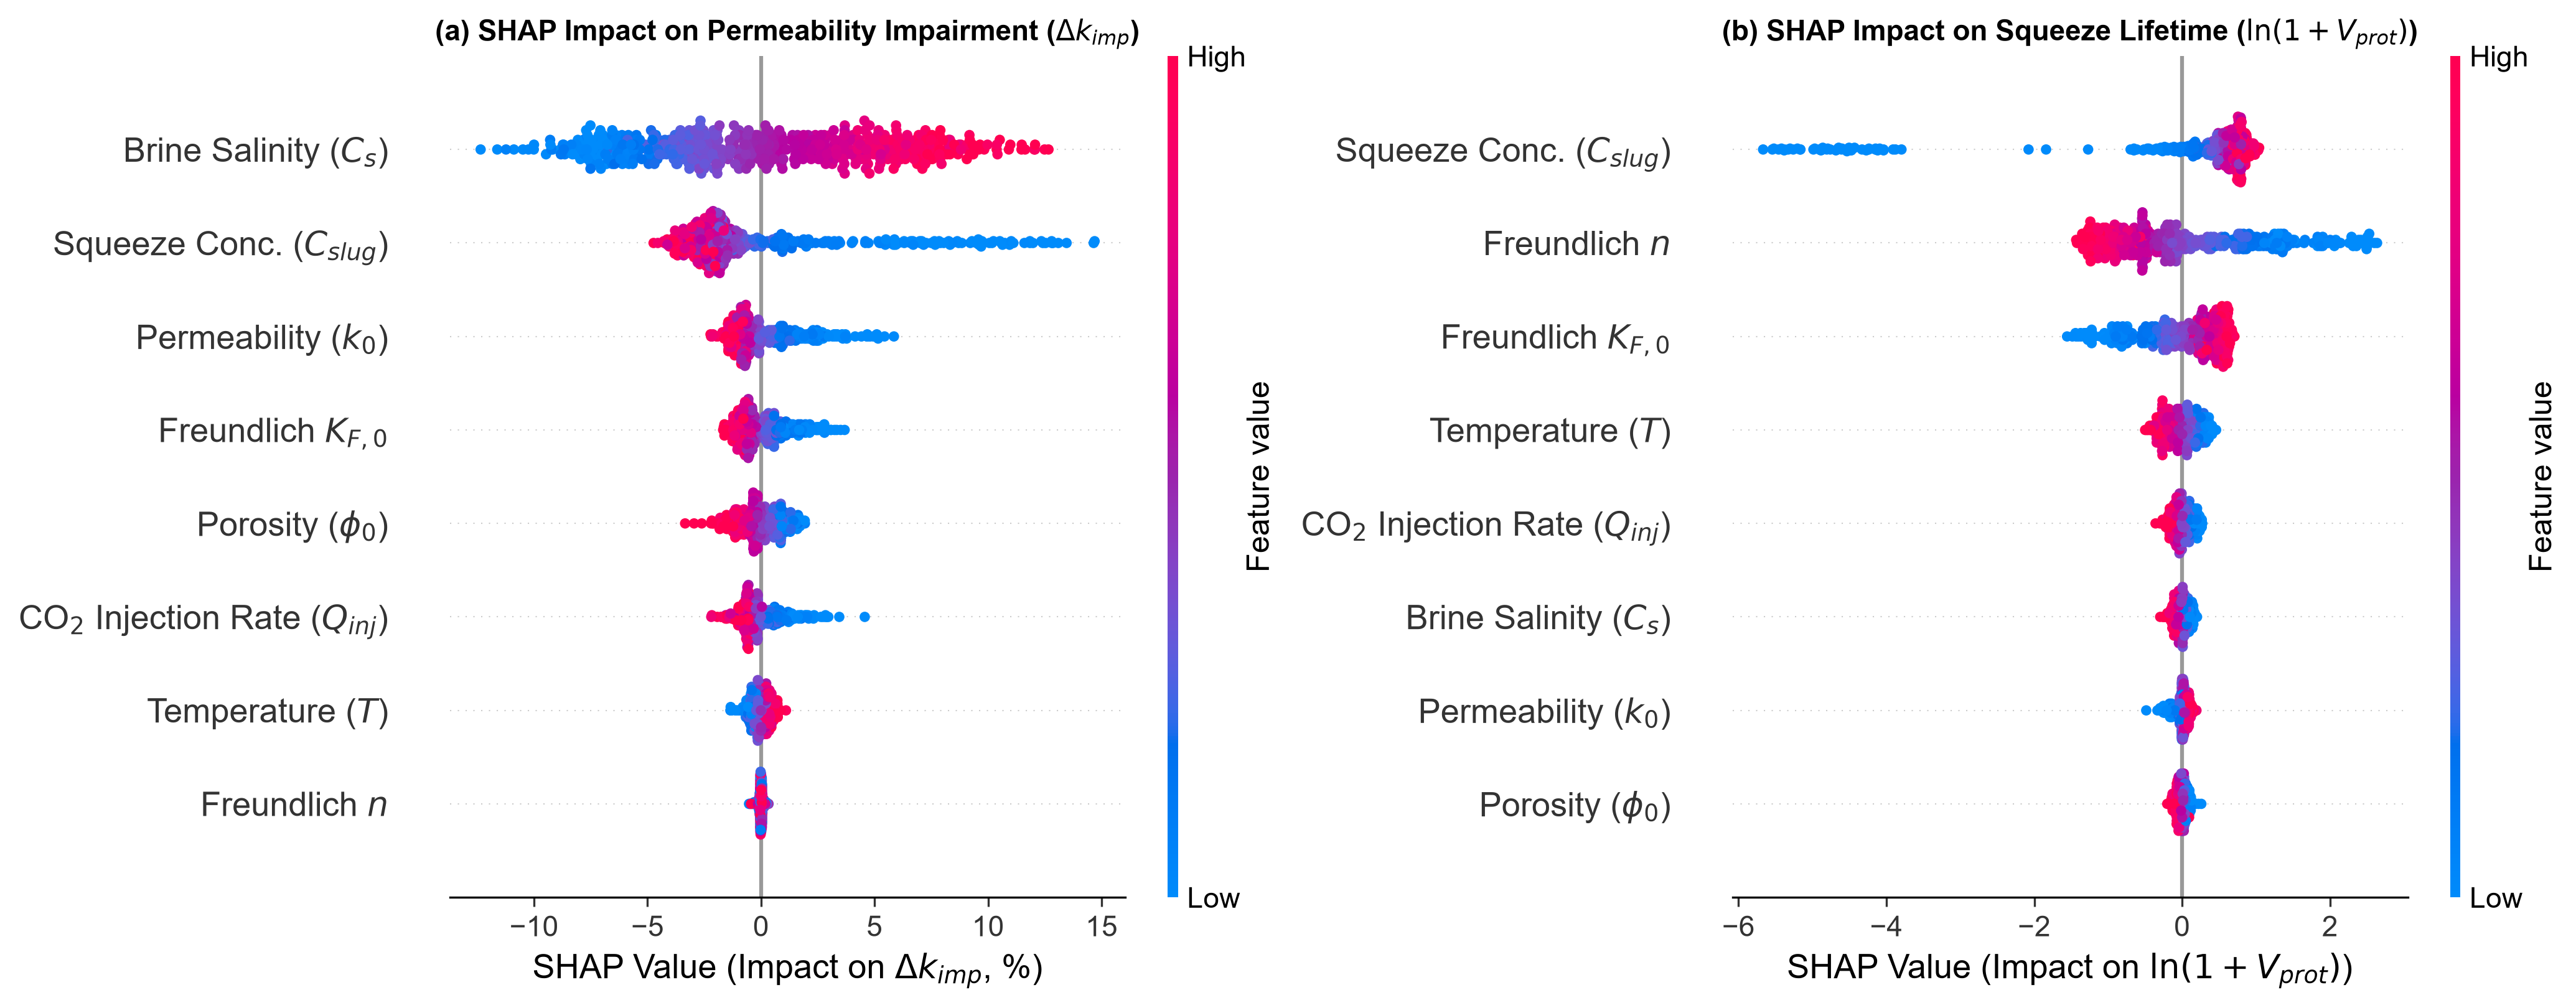 (a) SHAP Impact on Permeability Impairment (Δk_imp)
High
Brine Salinity (C_s)
Squeeze Conc. (C_slug)
Permeability (k_0)
Freundlich K_F,0
Porosity (ϕ_0)
CO_2 Injection Rate (Q_inj)
Temperature (T)
Freundlich n
Feature value
Low
−10 −5 0 5 10 15
SHAP Value (Impact on Δk_imp, %)
(b) SHAP Impact on Squeeze Lifetime (ln(1 + V_prot))
High
Squeeze Conc. (C_slug)
Freundlich n
Freundlich K_F,0
Temperature (T)
CO_2 Injection Rate (Q_inj)
Brine Salinity (C_s)
Permeability (k_0)
Porosity (ϕ_0)
Feature value
Low
−6 −4 −2 0 2
SHAP Value (Impact on ln(1 + V_prot))